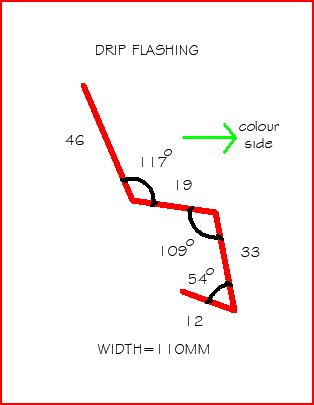 DRIP FLASHING
colour
side
46
117°
19
109°
33
54°
12
WIDTH=110MM